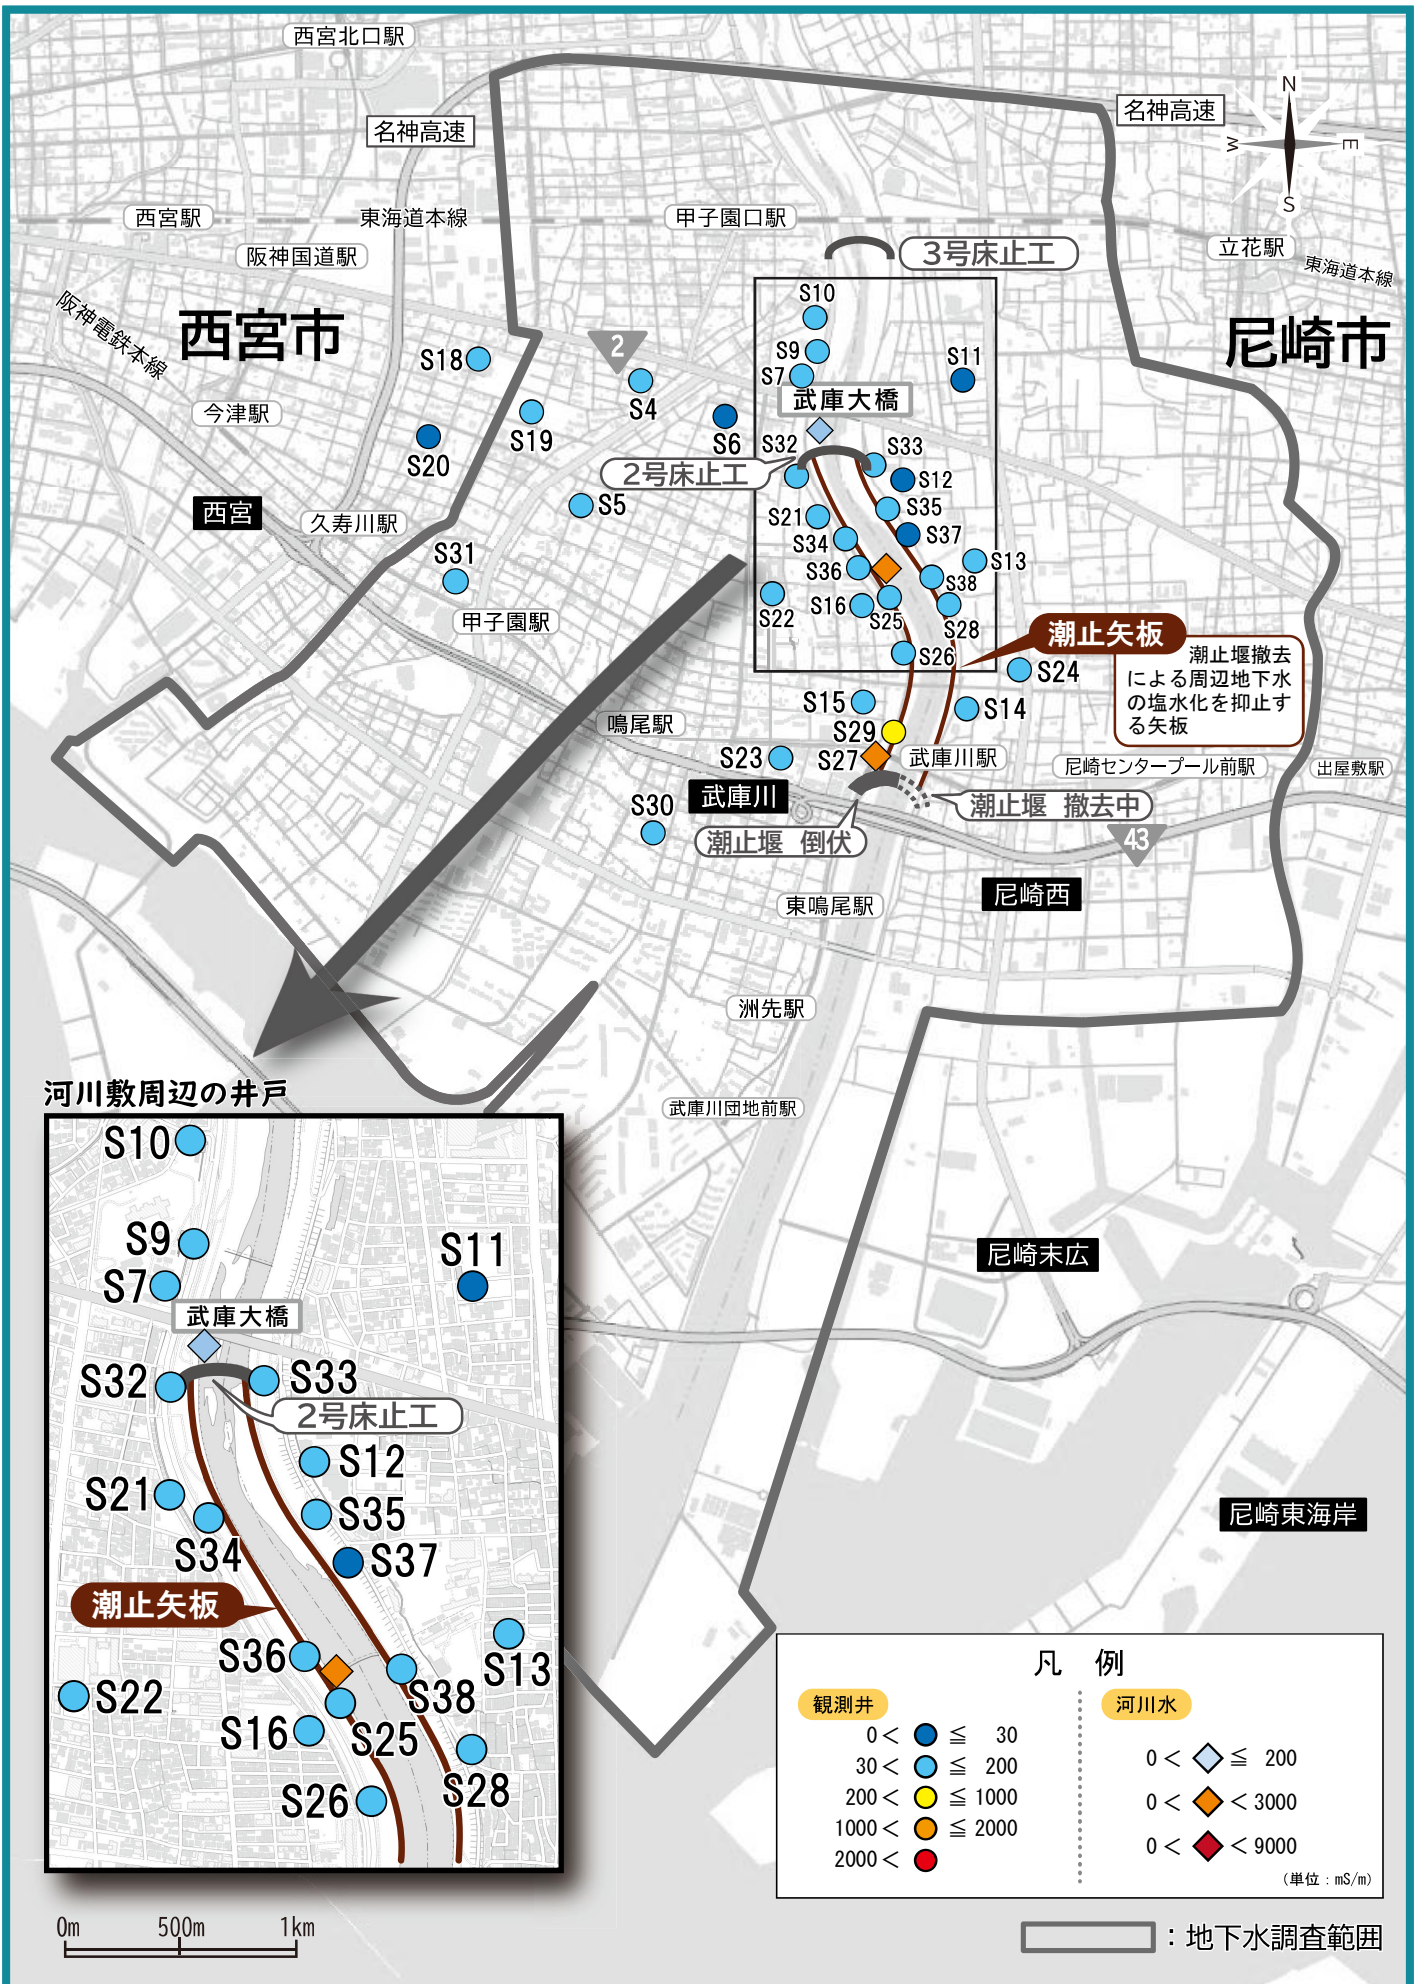 西宮北口駅
名神高速
名神高速
N
W
E
S
西宮駅
東海道本線
甲子園口駅
阪神国道駅
3号床止工
立花駅
東海道本線
阪神電鉄本線
西宮市
尼崎市
S10
S9
S7
S11
2
S18
S4
武庫大橋
今津駅
S19
S6
S20
S32
S33
2号床止工
S12
S5
S35
西宮
久寿川駅
S21
S37
S34
S31
S13
S36
S38
S22
S16
S25
S28
甲子園駅
潮止矢板
S26
S24
潮止堰撤去
による周辺地下水
の塩水化を抑止す
る矢板
S15
S14
鳴尾駅
S29
S23
S27
武庫川駅
尼崎センタープール前駅
出屋敷駅
武庫川
S30
潮止堰 撤去中
潮止堰 倒伏
43
尼崎西
東鳴尾駅
洲先駅
武庫川団地前駅
河川敷周辺の井戸
S10
S9
S11
S7
武庫大橋
S32
S33
2号床止工
S12
S21
S35
S34
S37
潮止矢板
S36
S13
S22
S38
S16
S25
S26
S28
尼崎末広
尼崎東海岸
凡 例
観測井
0< ≦ 30
30< ≦ 200
200< ≦ 1000
1000< ≦ 2000
2000<
河川水
0< ≦ 200
0< < 3000
0< < 9000
(単位：mS/m)
0m 500m 1km
：地下水調査範囲